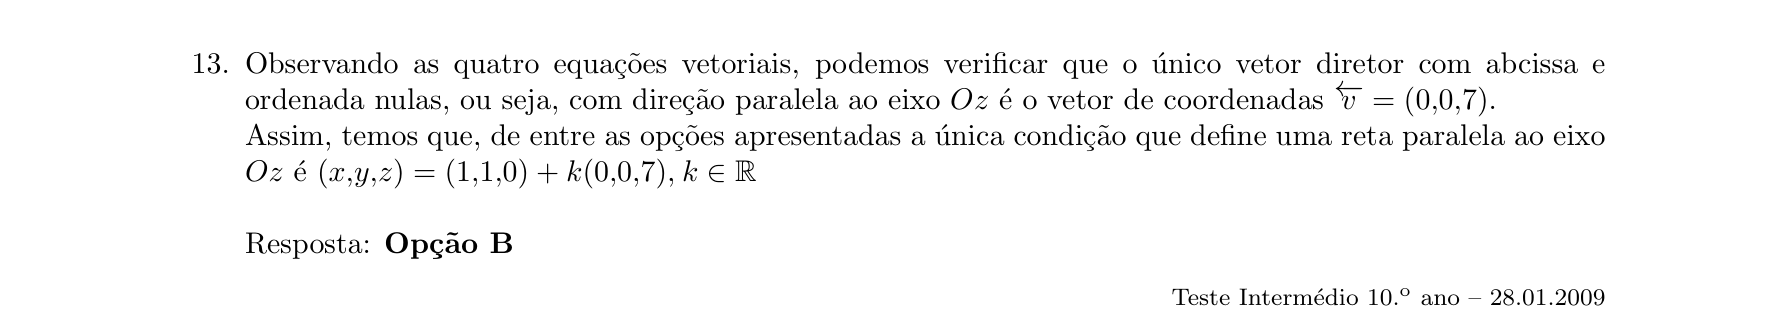 13. Observando as quatro equações vetoriais, podemos verificar que o único vetor diretor com abcissa e
ordenada nulas, ou seja, com direção paralela ao eixo Oz é o vetor de coordenadas \overleftarrow{v} = (0,0,7).
Assim, temos que, de entre as opções apresentadas a única condição que define uma reta paralela ao eixo
Oz é (x,y,z) = (1,1,0) + k(0,0,7), k ∈ ℝ
Resposta: Opção B
Teste Intermédio 10.º ano – 28.01.2009